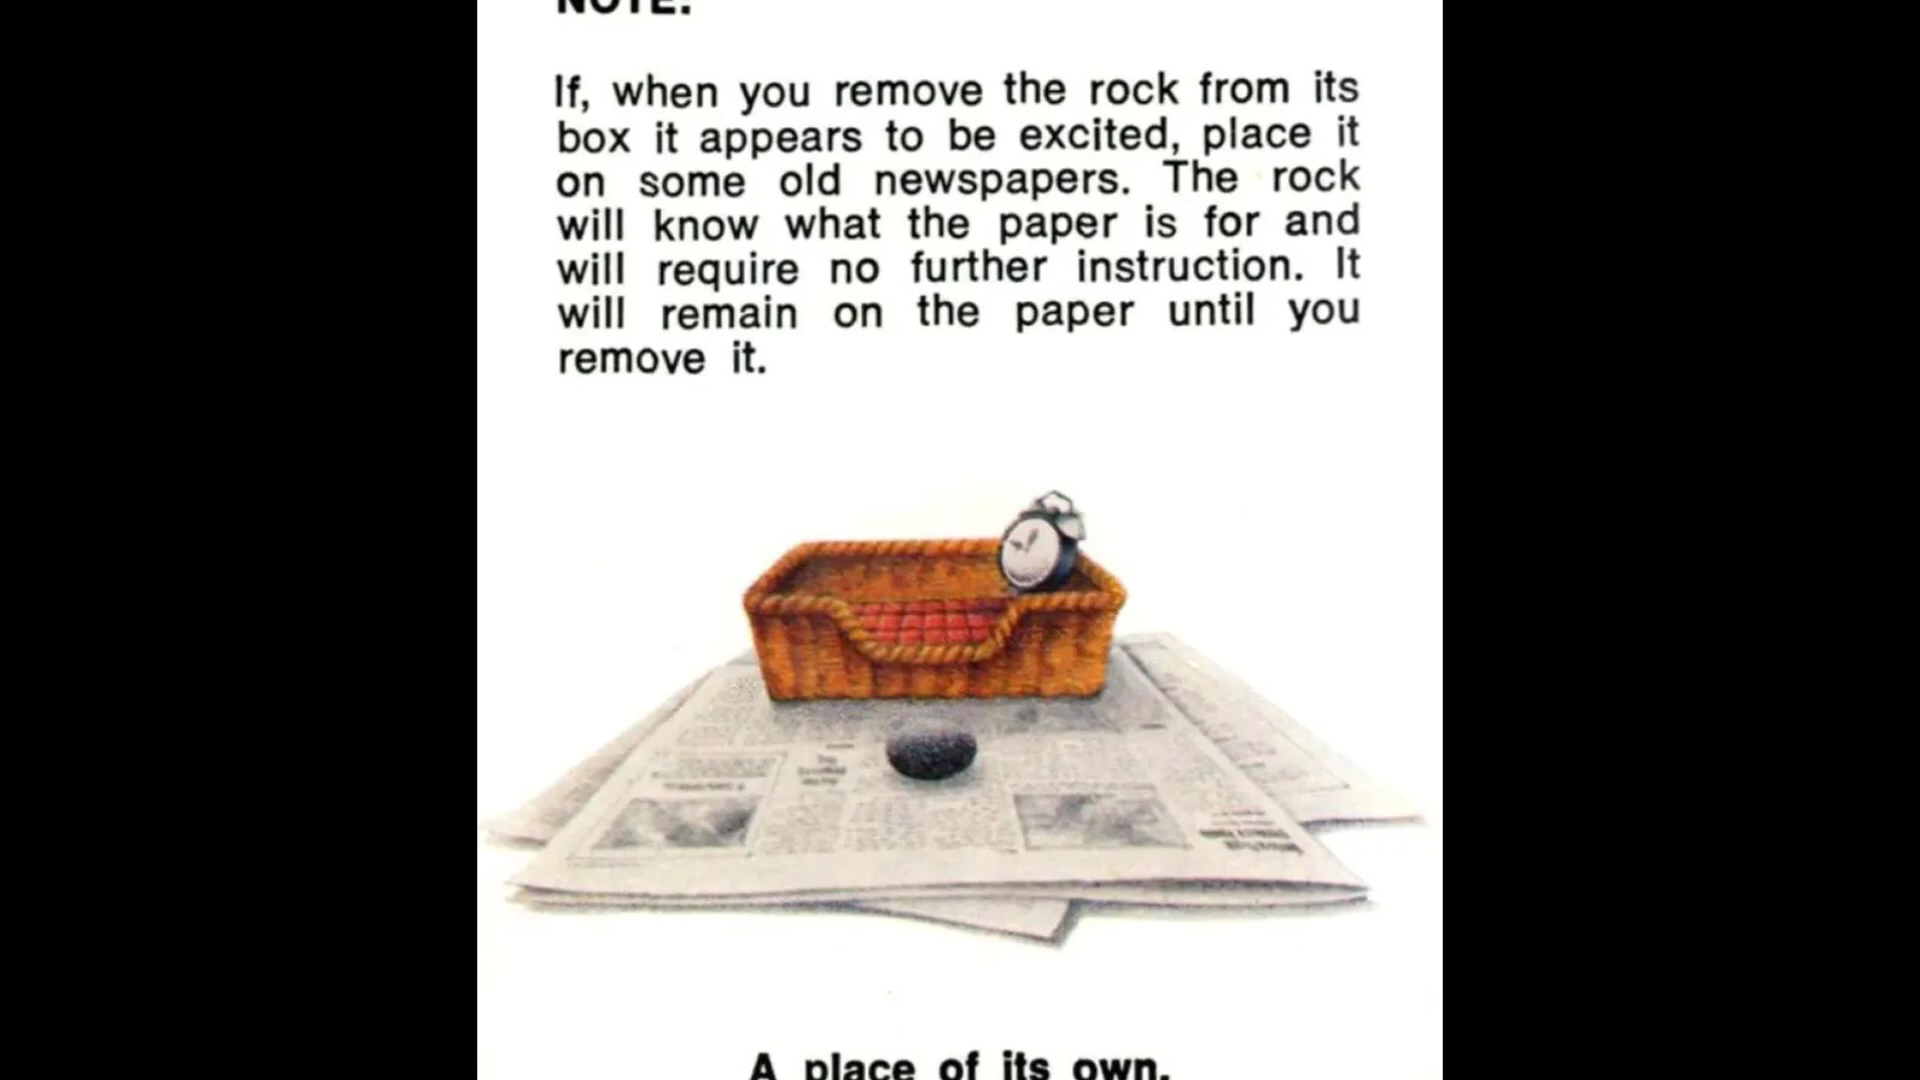 NOTE:
If, when you remove the rock from its
box it appears to be excited, place it
on some old newspapers. The rock
will know what the paper is for and
will require no further instruction. It
will remain on the paper until you
remove it.
A place of its own.